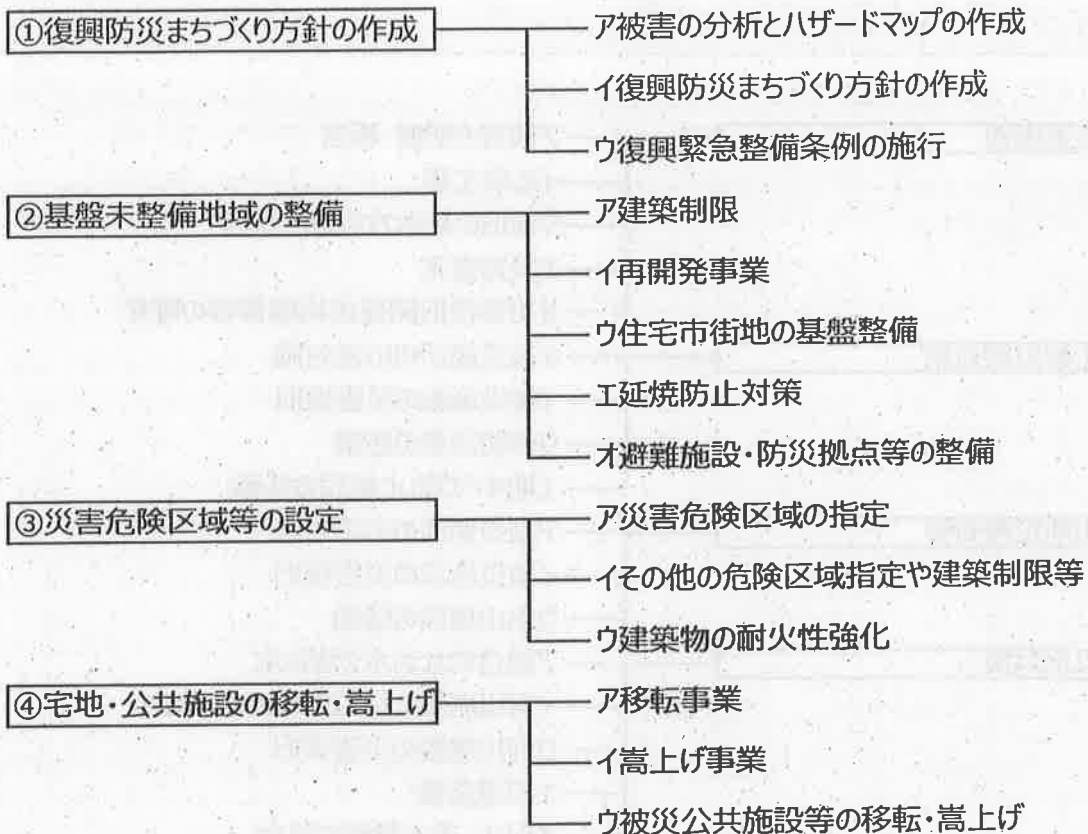 ①復興防災まちづくり方針の作成
ア被害の分析とハザードマップの作成
イ復興防災まちづくり方針の作成
ウ復興緊急整備条例の施行
②基盤未整備地域の整備
ア建築制限
イ再開発事業
ウ住宅市街地の基盤整備
エ延焼防止対策
オ避難施設・防災拠点等の整備
③災害危険区域等の設定
ア災害危険区域の指定
イその他の危険区域指定や建築制限等
ウ建築物の耐火性強化
④宅地・公共施設の移転・嵩上げ
ア移転事業
イ嵩上げ事業
ウ被災公共施設等の移転・嵩上げ